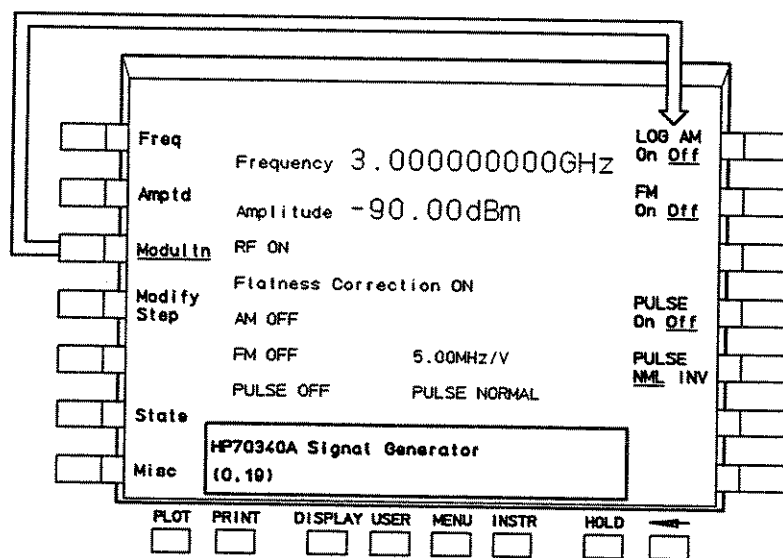 Freq
Amptd
Modultn
Modify
Step
State
Misc
Frequency 3.000000000GHz
Amplitude -90.00dBm
RF ON
Flatness Correction ON
AM OFF
FM OFF 5.00MHz/V
PULSE OFF PULSE NORMAL
HP70340A Signal Generator
(0,19)
LOG AM
On Off
FM
On Off
PULSE
On Off
PULSE
NML INV
PLOT PRINT DISPLAY USER MENU INSTR HOLD